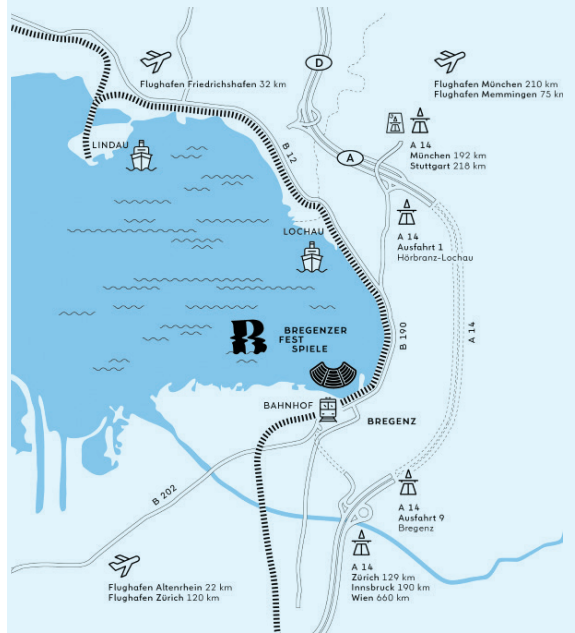 Flughafen Friedrichshafen 32 km
D
Flughafen München 210 km
Flughafen Memmingen 75 km
LINDAU
B 12
A 14
München 192 km
Stuttgart 218 km
A
A 14
Ausfahrt 1
Hörbranz-Lochau
LOCHAU
BREGENZER
FEST
SPIELE
B 190
A 14
BAHNHOF
BREGENZ
B 202
A 14
Ausfahrt 9
Bregenz
A 14
Zürich 129 km
Innsbruck 190 km
Wien 660 km
Flughafen Altenrhein 22 km
Flughafen Zürich 120 km